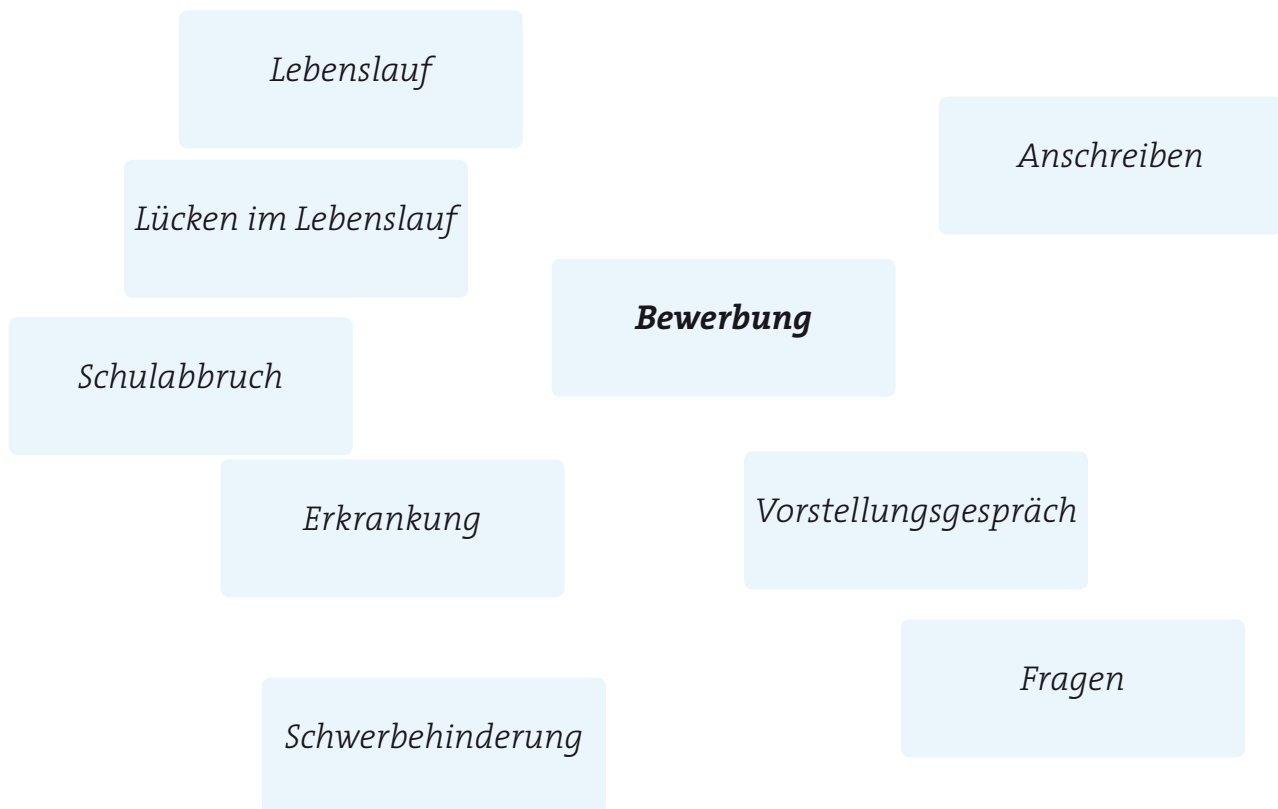 Lebenslauf
Anschreiben
Lücken im Lebenslauf
Bewerbung
Schulabbruch
Erkrankung
Vorstellungsgespräch
Fragen
Schwerbehinderung